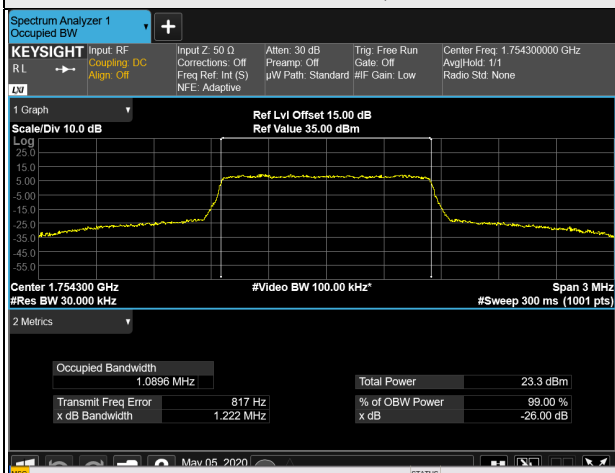 Spectrum Analyzer 1
Occupied BW
KEYSIGHT Input: RF Input Z: 50 Ω Atten: 30 dB Trig: Free Run Center Freq: 1.754300000 GHz
R L Coupling: DC Corrections: Off Preamp: Off Gate: Off Avg|Hold: 1/1
Align: Off Freq Ref: Int (S) µW Path: Standard #IF Gain: Low Radio Std: None
LXI NFE: Adaptive
1 Graph
Ref Lvl Offset 15.00 dB
Scale/Div 10.0 dB Ref Value 35.00 dBm
Log
25.0
15.0
5.00
-5.00
-15.0
-25.0
-35.0
-45.0
-55.0
Center 1.754300 GHz #Video BW 100.00 kHz* Span 3 MHz
#Res BW 30.000 kHz #Sweep 300 ms (1001 pts)
2 Metrics
Occupied Bandwidth
1.0896 MHz Total Power 23.3 dBm
Transmit Freq Error 817 Hz % of OBW Power 99.00 %
x dB Bandwidth 1.222 MHz x dB -26.00 dB
May 05, 2020
MSG STATUS